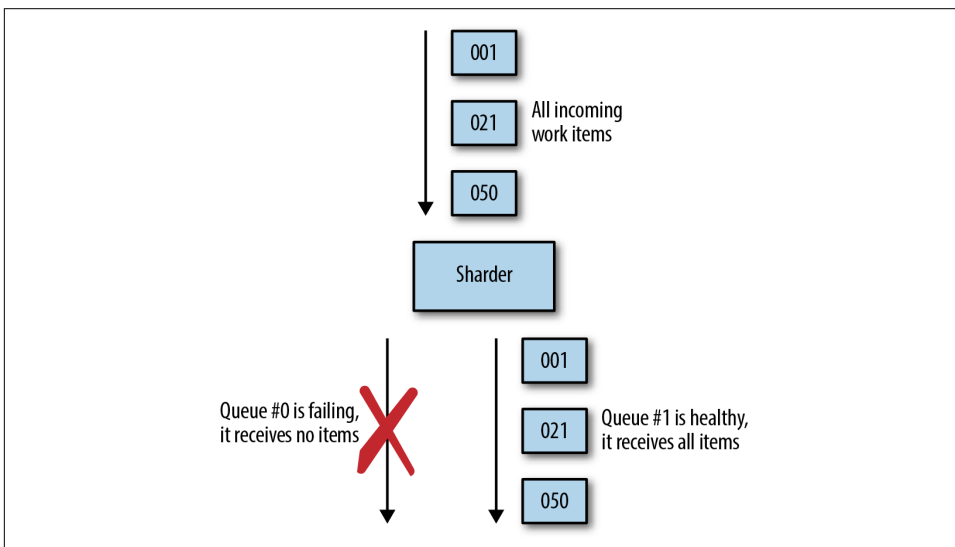 001
021
All incoming
work items
050
Sharder
001
Queue #0 is failing,
it receives no items
021
Queue #1 is healthy,
it receives all items
050